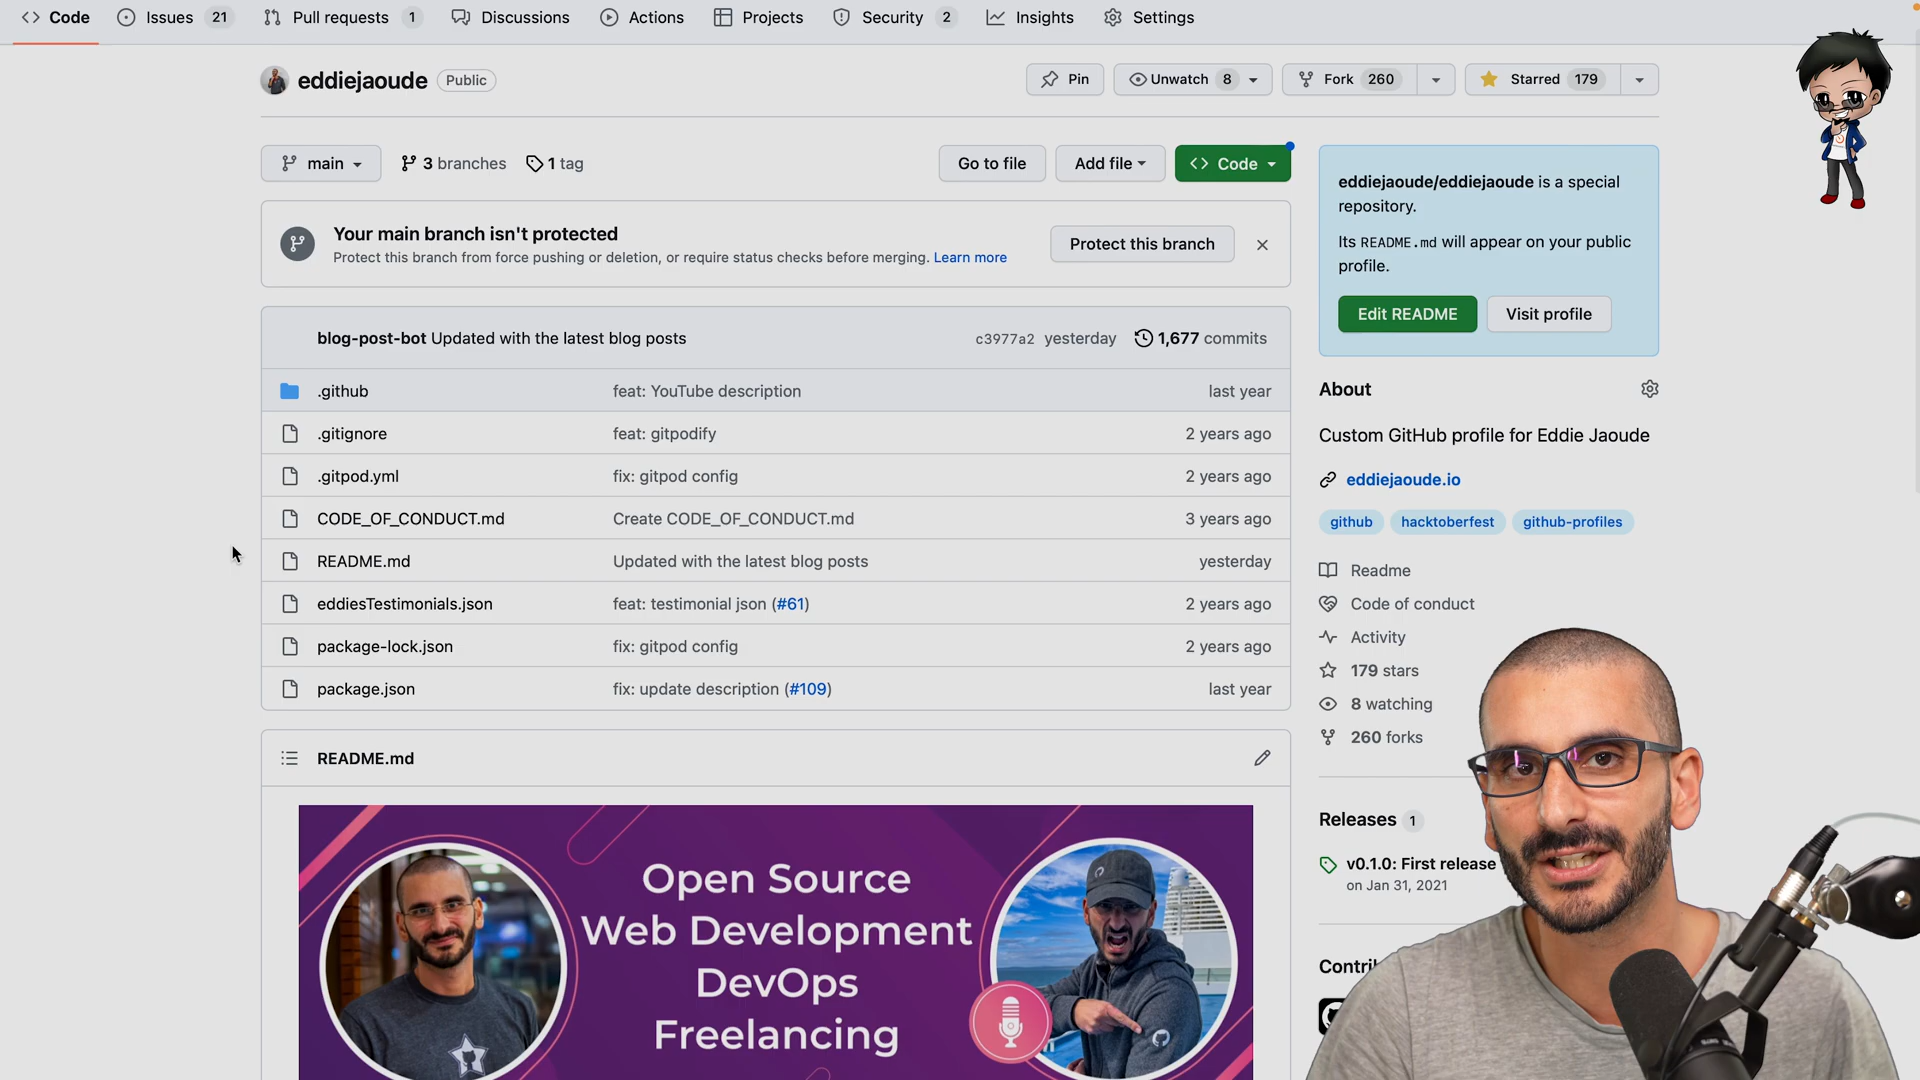 Code Issues 21 Pull requests 1 Discussions Actions Projects Security 2 Insights Settings
eddiejaoude Public
Pin Unwatch 8 Fork 260 Starred 179
main 3 branches 1 tag
Go to file Add file Code
Your main branch isn't protected
Protect this branch from force pushing or deletion, or require status checks before merging. Learn more
Protect this branch
blog-post-bot Updated with the latest blog posts c3977a2 yesterday 1,677 commits
.github feat: YouTube description last year
.gitignore feat: gitpodify 2 years ago
.gitpod.yml fix: gitpod config 2 years ago
CODE_OF_CONDUCT.md Create CODE_OF_CONDUCT.md 3 years ago
README.md Updated with the latest blog posts yesterday
eddiesTestimonials.json feat: testimonial json (#61) 2 years ago
package-lock.json fix: gitpod config 2 years ago
package.json fix: update description (#109) last year
README.md
Open Source
Web Development
DevOps
Freelancing
eddiejaoude/eddiejaoude is a special
repository.
Its README.md will appear on your public
profile.
Edit README Visit profile
About
Custom GitHub profile for Eddie Jaoude
eddiejaoude.io
github hacktoberfest github-profiles
Readme
Code of conduct
Activity
179 stars
8 watching
260 forks
Releases 1
v0.1.0: First release
on Jan 31, 2021